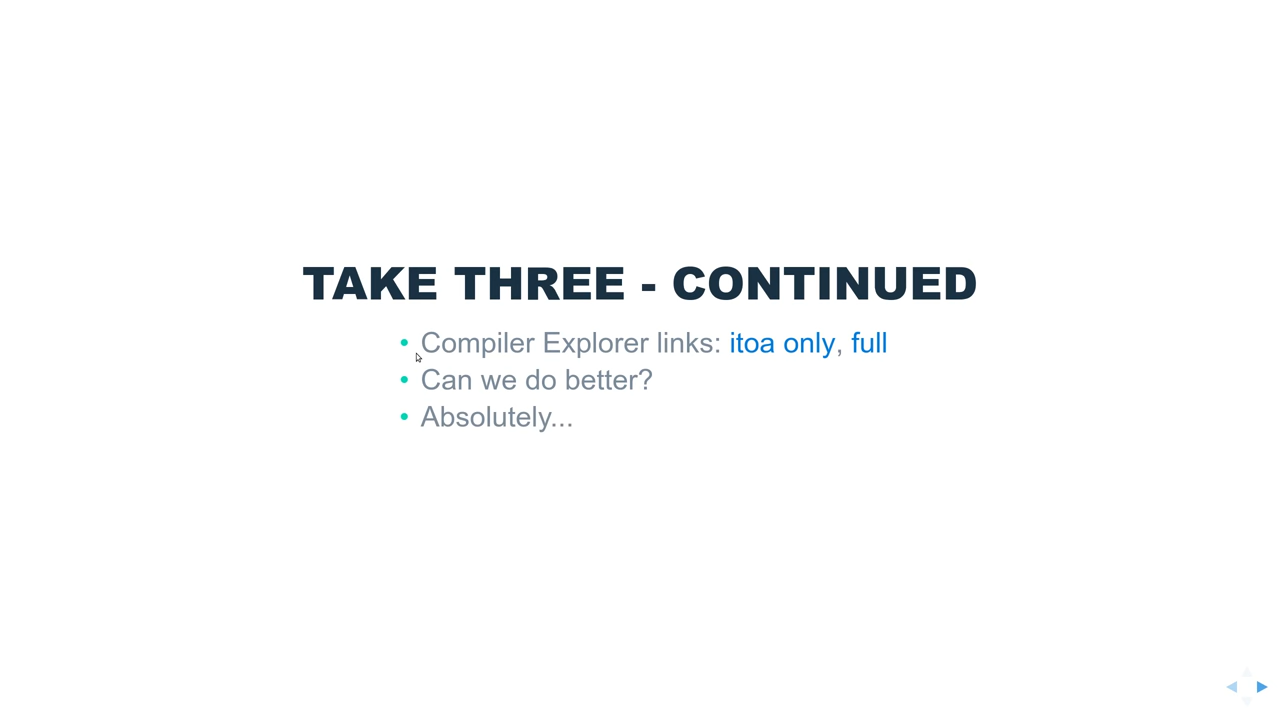 TAKE THREE - CONTINUED
• Compiler Explorer links: itoa only, full
• Can we do better?
• Absolutely...